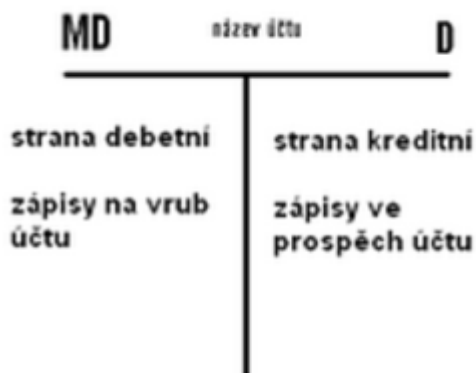 MD název účtu D
strana debetní
zápisy na vrub
účtu
strana kreditní
zápisy ve
prospěch účtu